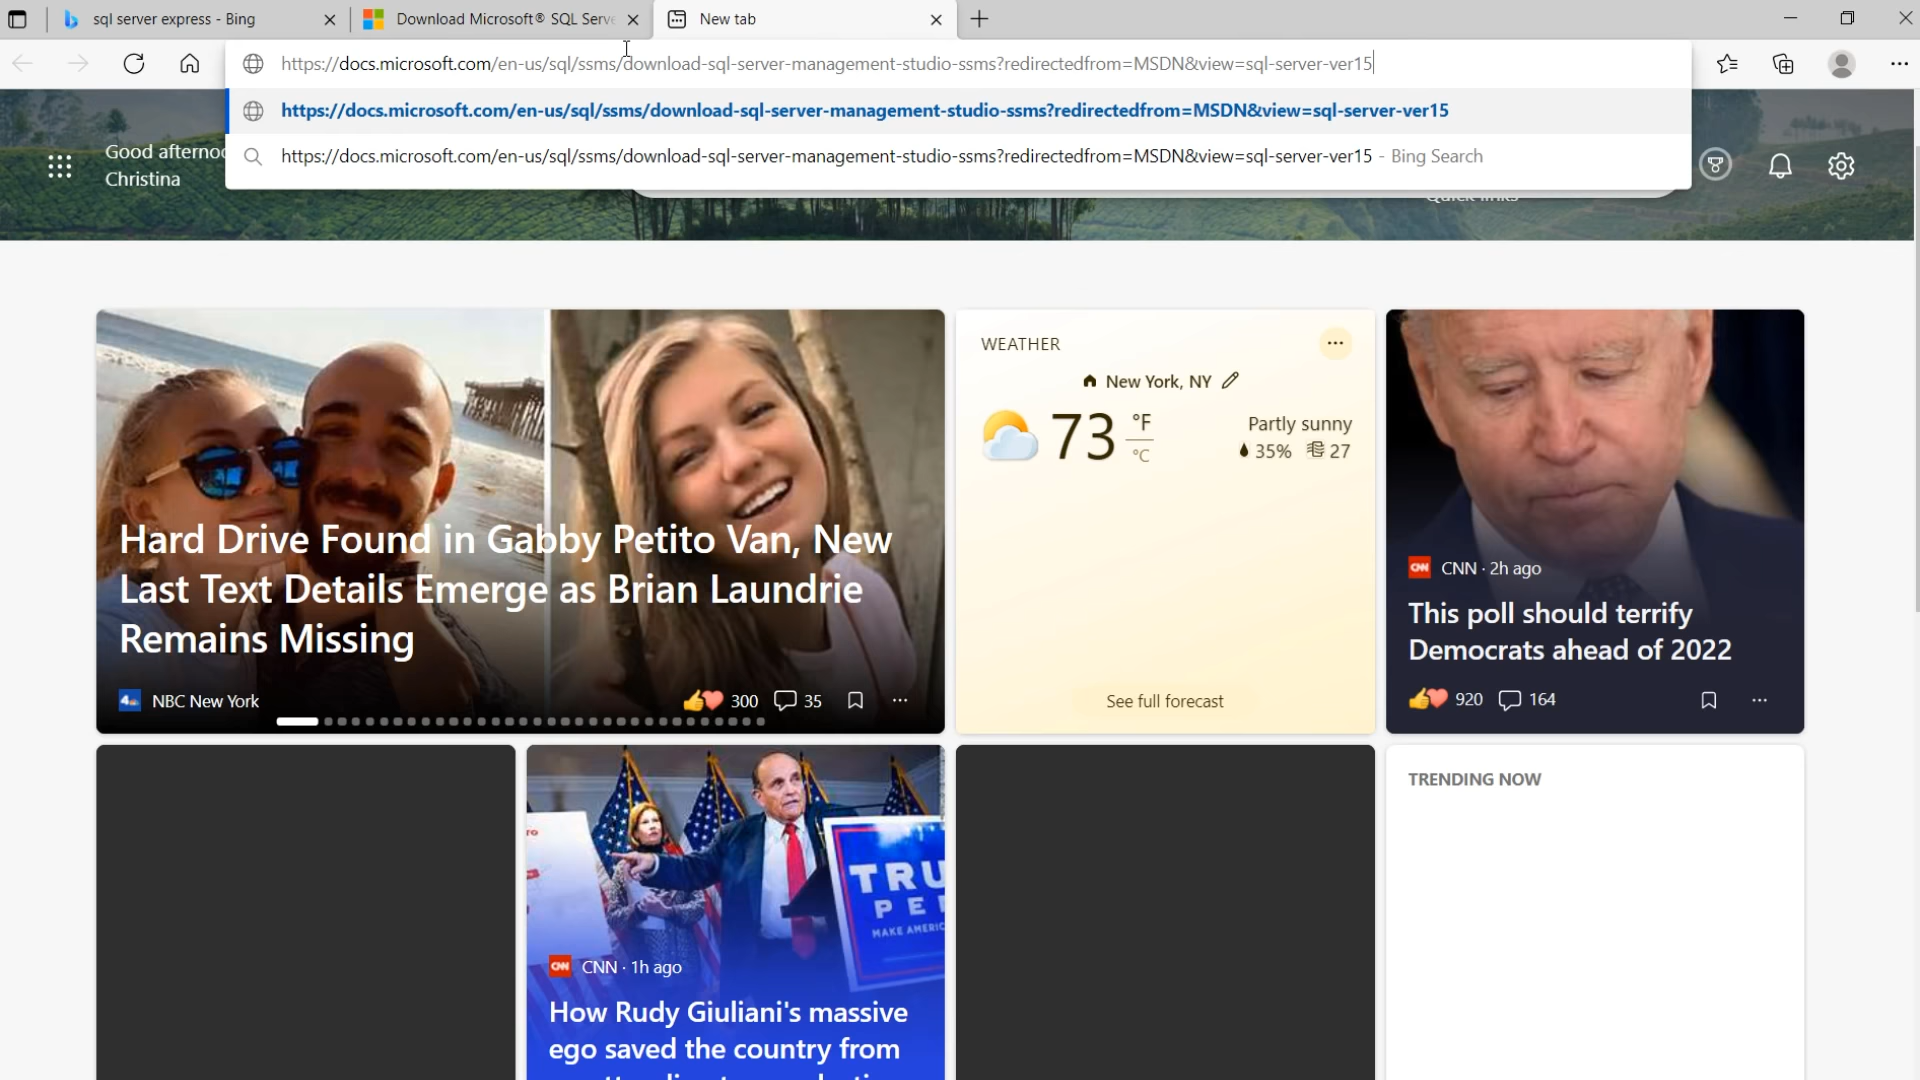 sql server express - Bing
Download Microsoft® SQL Serve
New tab
https://docs.microsoft.com/en-us/sql/ssms/download-sql-server-management-studio-ssms?redirectedfrom=MSDN&view=sql-server-ver15
https://docs.microsoft.com/en-us/sql/ssms/download-sql-server-management-studio-ssms?redirectedfrom=MSDN&view=sql-server-ver15
https://docs.microsoft.com/en-us/sql/ssms/download-sql-server-management-studio-ssms?redirectedfrom=MSDN&view=sql-server-ver15 - Bing Search
Good afternoo
Christina
Quick links
Hard Drive Found in Gabby Petito Van, New
Last Text Details Emerge as Brian Laundrie
Remains Missing
NBC New York
300
35
WEATHER
New York, NY
73 °F
°C
Partly sunny
35% 27
See full forecast
CNN · 2h ago
This poll should terrify
Democrats ahead of 2022
920
164
TRU
PE
MAKE AMERIC
CNN · 1h ago
How Rudy Giuliani's massive
ego saved the country from
TRENDING NOW